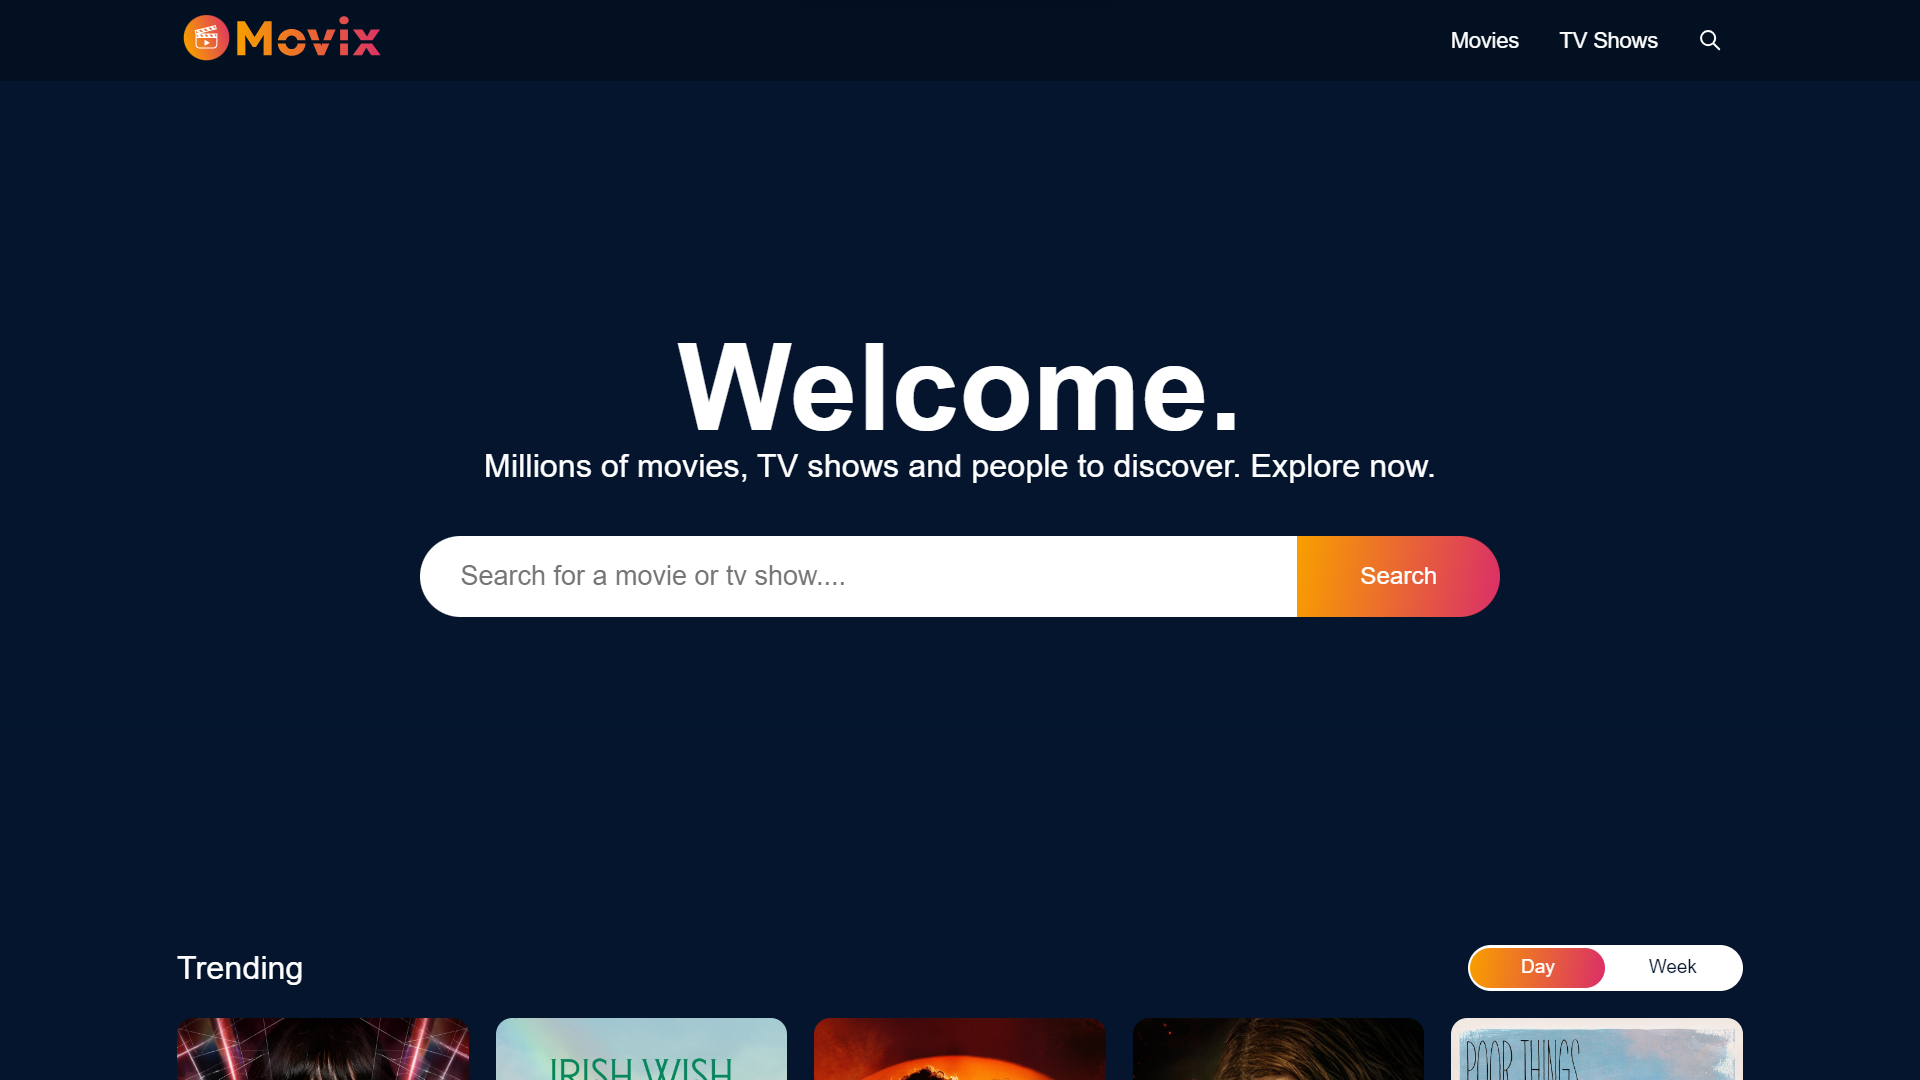 Movix
Movies
TV Shows
Welcome.
Millions of movies, TV shows and people to discover. Explore now.
Search for a movie or tv show....
Search
Trending
Day
Week
IRISH WISH
POOR THINGS